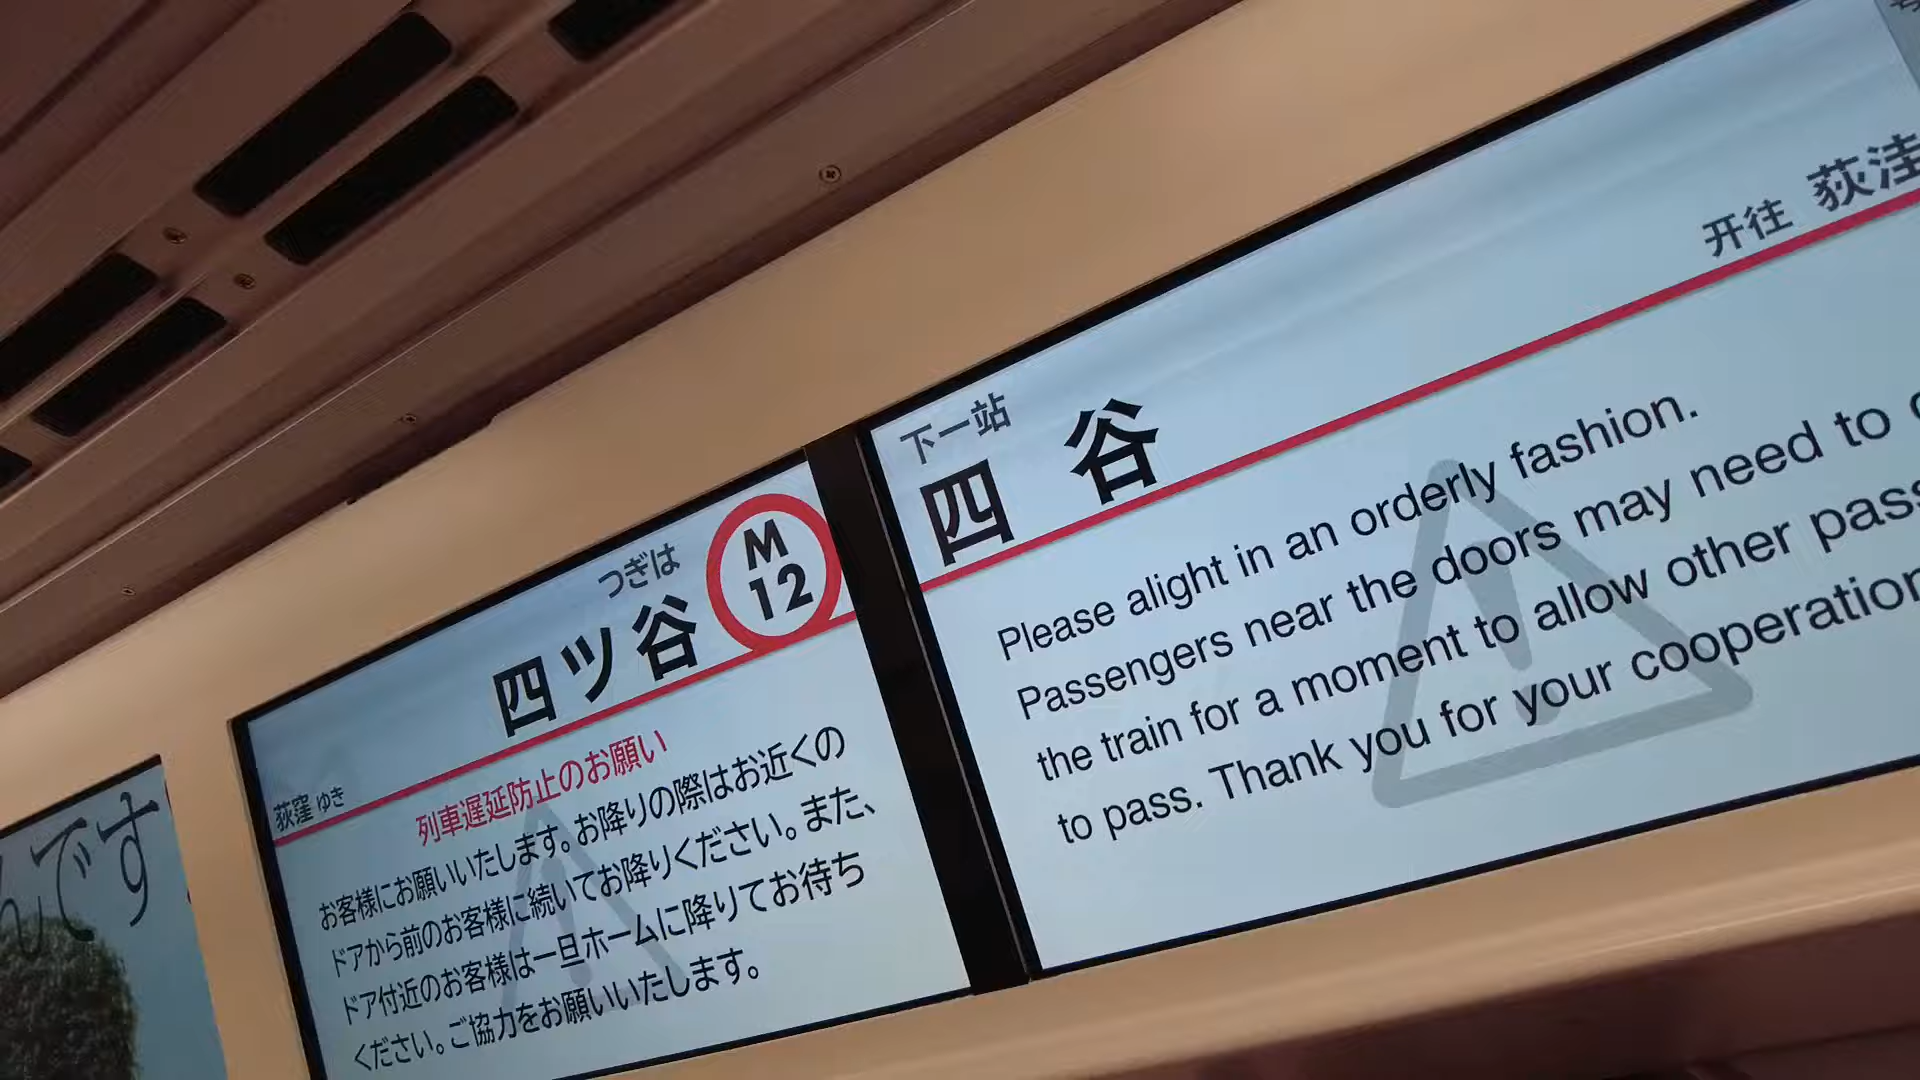 んです
つぎは
四ツ谷
M
12
荻窪 ゆき
列車遅延防止のお願い
お客様にお願いいたします。お降りの際はお近くの
ドアから前のお客様に続いてお降りください。また、
ドア付近のお客様は一旦ホームに降りてお待ち
ください。ご協力をお願いいたします。
下一站
四谷
开往 荻洼
Please alight in an orderly fashion.
Passengers near the doors may need to
the train for a moment to allow other pass
to pass. Thank you for your cooperation